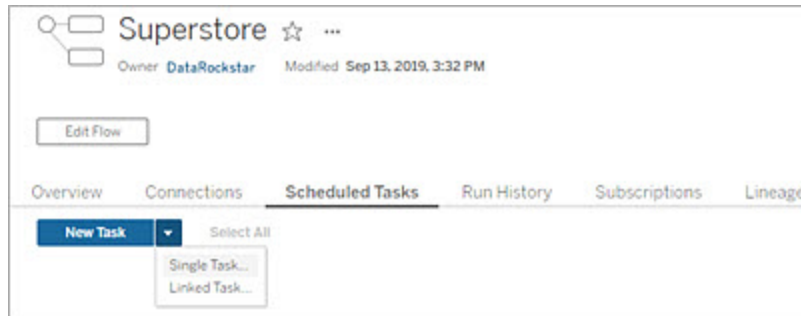 Superstore ☆ ...
Owner DataRockstar Modified Sep 13, 2019, 3:32 PM
Edit Flow
Overview Connections Scheduled Tasks Run History Subscriptions Lineage
New Task Select All
Single Task...
Linked Task...